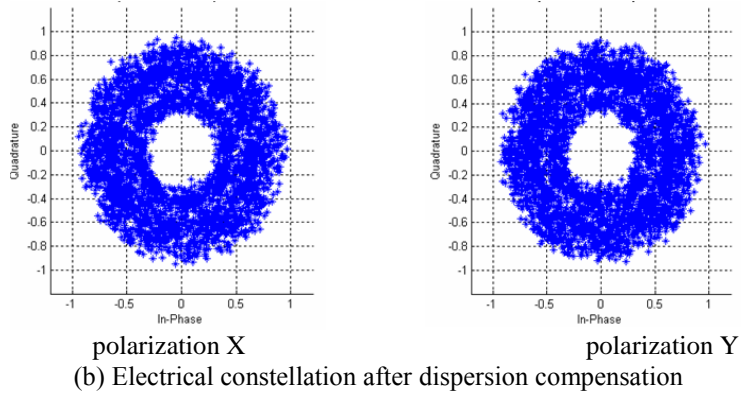 1
0.8
0.6
0.4
0.2
0
-0.2
-0.4
-0.6
-0.8
-1
Quadrature
-1 -0.5 0 0.5 1
In-Phase
1
0.8
0.6
0.4
0.2
0
-0.2
-0.4
-0.6
-0.8
-1
Quadrature
-1 -0.5 0 0.5 1
In-Phase
polarization X polarization Y
(b) Electrical constellation after dispersion compensation